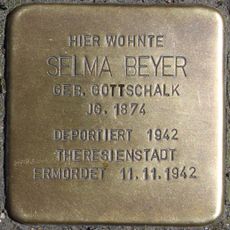 HIER WOHNTE
SELMA BEYER
GEB. GOTTSCHALK
JG. 1874
DEPORTIERT 1942
THERESIENSTADT
ERMORDET 11.11.1942